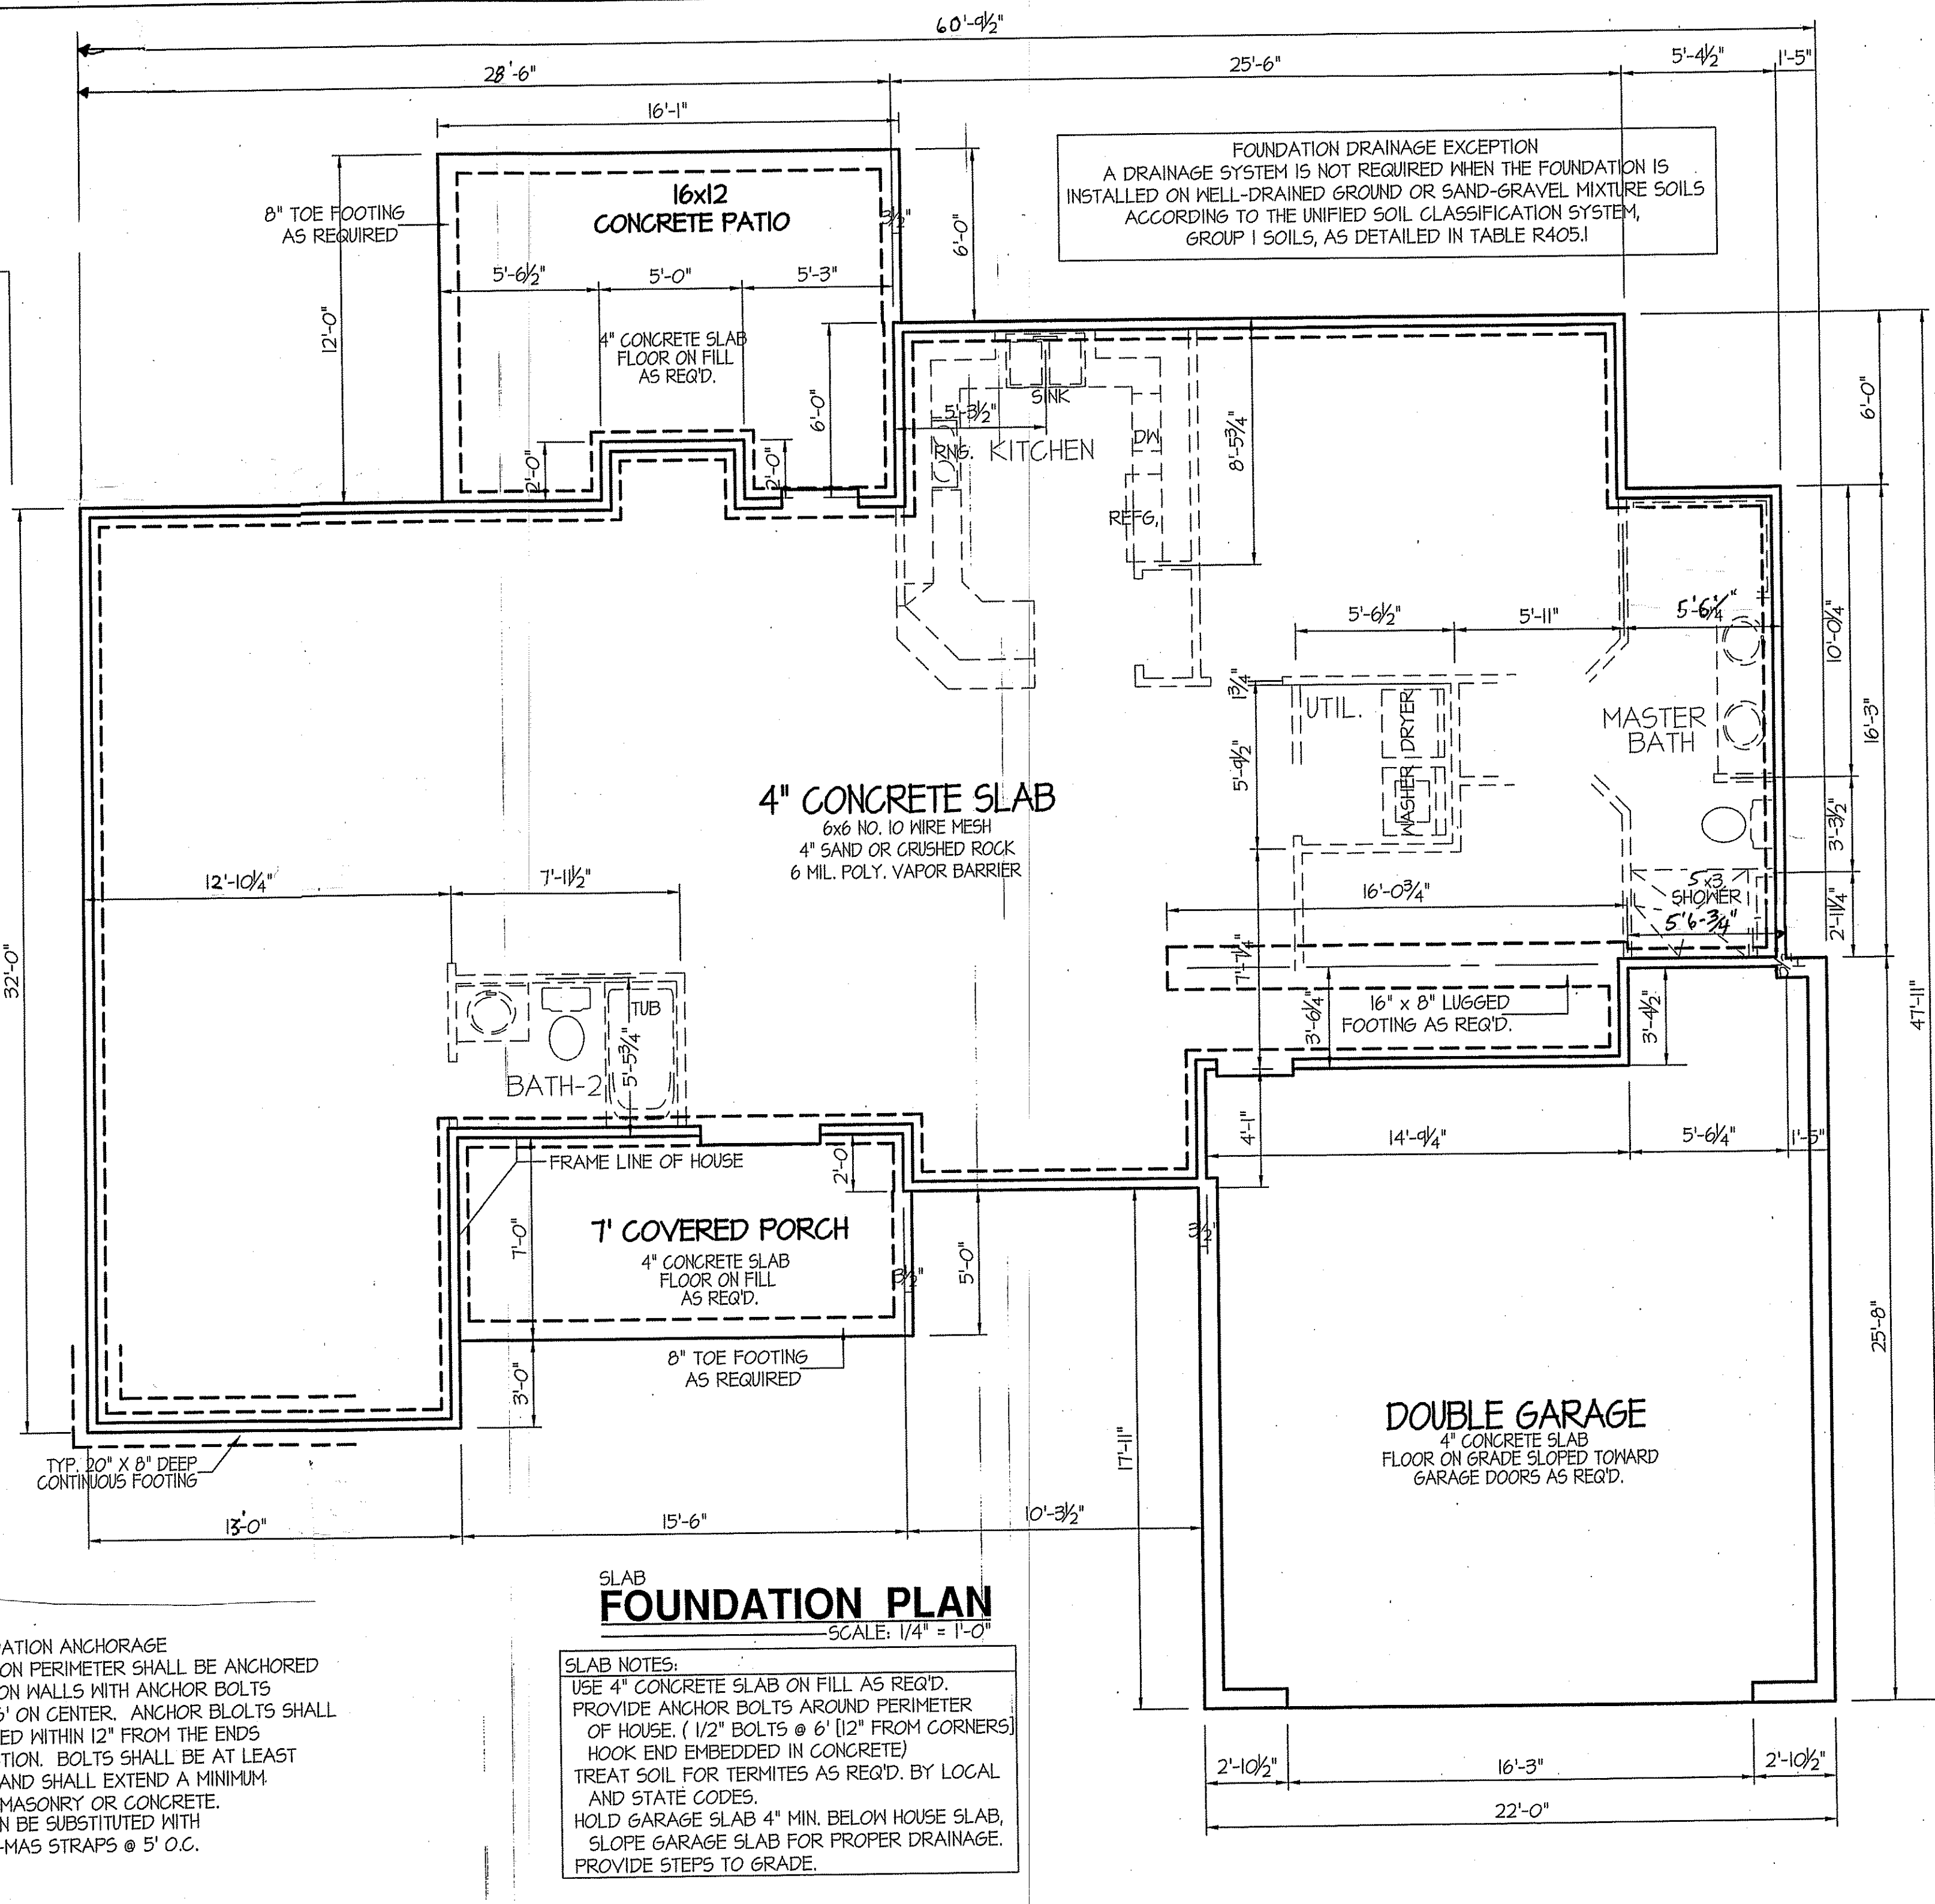 60'-9½"
28'-6"
25'-6"
5'-4½"
1'-5"
16'-1"
FOUNDATION DRAINAGE EXCEPTION
A DRAINAGE SYSTEM IS NOT REQUIRED WHEN THE FOUNDATION IS
INSTALLED ON WELL-DRAINED GROUND OR SAND-GRAVEL MIXTURE SOILS
ACCORDING TO THE UNIFIED SOIL CLASSIFICATION SYSTEM,
GROUP 1 SOILS, AS DETAILED IN TABLE R405.1
8" TOE FOOTING
AS REQUIRED
16x12
CONCRETE PATIO
3½"
6'-0"
12'-0"
5'-6½"
5'-0"
5'-3"
4" CONCRETE SLAB
FLOOR ON FILL
AS REQ'D.
6'-0"
2'-0"
2'-0"
SINK
5'-3½"
RNG.
KITCHEN
DW
REFG.
8'-5¾"
6'-0"
5'-6½"
5'-11"
5'-6¼"
10'-0¼"
16'-3"
47'-11"
1¾"
UTIL.
DRYER
WASHER
5'-9½"
MASTER
BATH
3'-3½"
4" CONCRETE SLAB
6x6 NO. 10 WIRE MESH
4" SAND OR CRUSHED ROCK
6 MIL. POLY. VAPOR BARRIER
12'-10¼"
7'-11½"
16'-0¾"
5x3
SHOWER
5'6-¾"
2'-11¼"
32'-0"
7'-7¼"
3'-6¼"
16" x 8" LUGGED
FOOTING AS REQ'D.
3'-4½"
TUB
BATH-2
5'-5¾"
4'-1"
14'-9¼"
5'-6¼"
1'-5"
FRAME LINE OF HOUSE
2'-0"
7'-0"
7' COVERED PORCH
4" CONCRETE SLAB
FLOOR ON FILL
AS REQ'D.
3½"
5'-0"
3½"
8" TOE FOOTING
AS REQUIRED
3'-0"
25'-8"
17'-11"
DOUBLE GARAGE
4" CONCRETE SLAB
FLOOR ON GRADE SLOPED TOWARD
GARAGE DOORS AS REQ'D.
TYP. 20" X 8" DEEP
CONTINUOUS FOOTING
13'-0"
15'-6"
10'-3½"
SLAB
FOUNDATION PLAN
SCALE: 1/4" = 1'-0"
ATION ANCHORAGE
ON PERIMETER SHALL BE ANCHORED
ON WALLS WITH ANCHOR BOLTS
6' ON CENTER. ANCHOR BLOLTS SHALL
ED WITHIN 12" FROM THE ENDS
TION. BOLTS SHALL BE AT LEAST
AND SHALL EXTEND A MINIMUM.
MASONRY OR CONCRETE.
N BE SUBSTITUTED WITH
-MAS STRAPS @ 5' O.C.
SLAB NOTES:
USE 4" CONCRETE SLAB ON FILL AS REQ'D.
PROVIDE ANCHOR BOLTS AROUND PERIMETER
OF HOUSE. ( 1/2" BOLTS @ 6' [12" FROM CORNERS]
HOOK END EMBEDDED IN CONCRETE)
TREAT SOIL FOR TERMITES AS REQ'D. BY LOCAL
AND STATE CODES.
HOLD GARAGE SLAB 4" MIN. BELOW HOUSE SLAB,
SLOPE GARAGE SLAB FOR PROPER DRAINAGE.
PROVIDE STEPS TO GRADE.
2'-10½"
16'-3"
2'-10½"
22'-0"